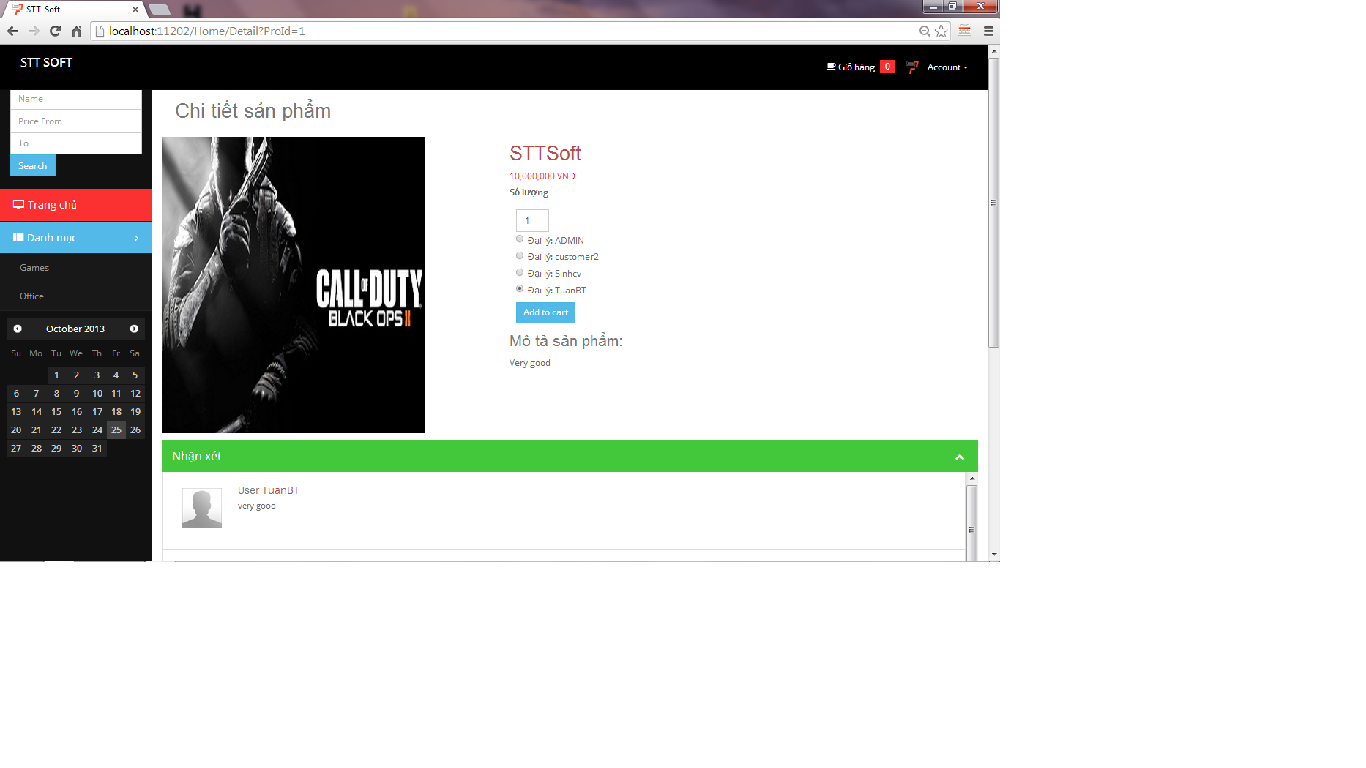 STT Soft
localhost:11202/Home/Detail?ProId=1
STT SOFT
Giỏ hàng 0 Account
Name
Price From
To
Search
Trang chủ
Danh mục
Games
Office
October 2013
Su Mo Tu We Th Fr Sa
1 2 3 4 5
6 7 8 9 10 11 12
13 14 15 16 17 18 19
20 21 22 23 24 25 26
27 28 29 30 31
Chi tiết sản phẩm
CALL OF DUTY
BLACK OPS II
STTSoft
10,000,000 VND
Số lượng
1
Đại lý: ADMIN
Đại lý: customer2
Đại lý: Sinhcv
Đại lý: TuanBT
Add to cart
Mô tả sản phẩm:
Very good
Nhận xét
User TuanBT
very good